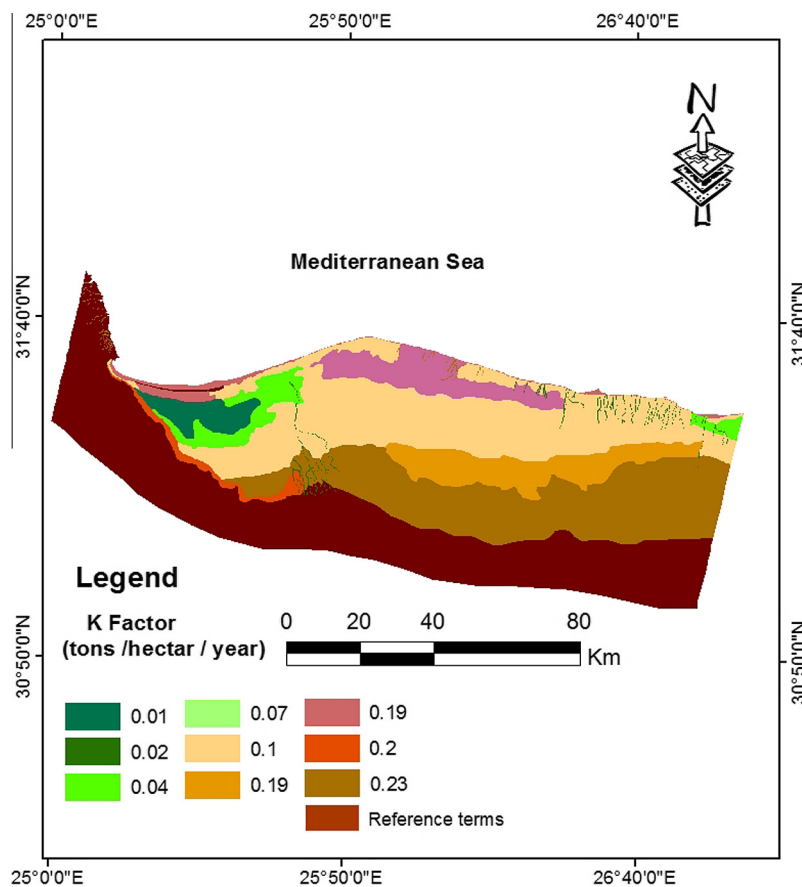 25°0'0"E 25°50'0"E 26°40'0"E
N
Mediterranean Sea
31°40'0"N 31°40'0"N
Legend
K Factor
(tons /hectar / year)
0 20 40 80
Km
30°50'0"N 30°50'0"N
0.01 0.07 0.19
0.02 0.1 0.2
0.04 0.19 0.23
Reference terms
25°0'0"E 25°50'0"E 26°40'0"E